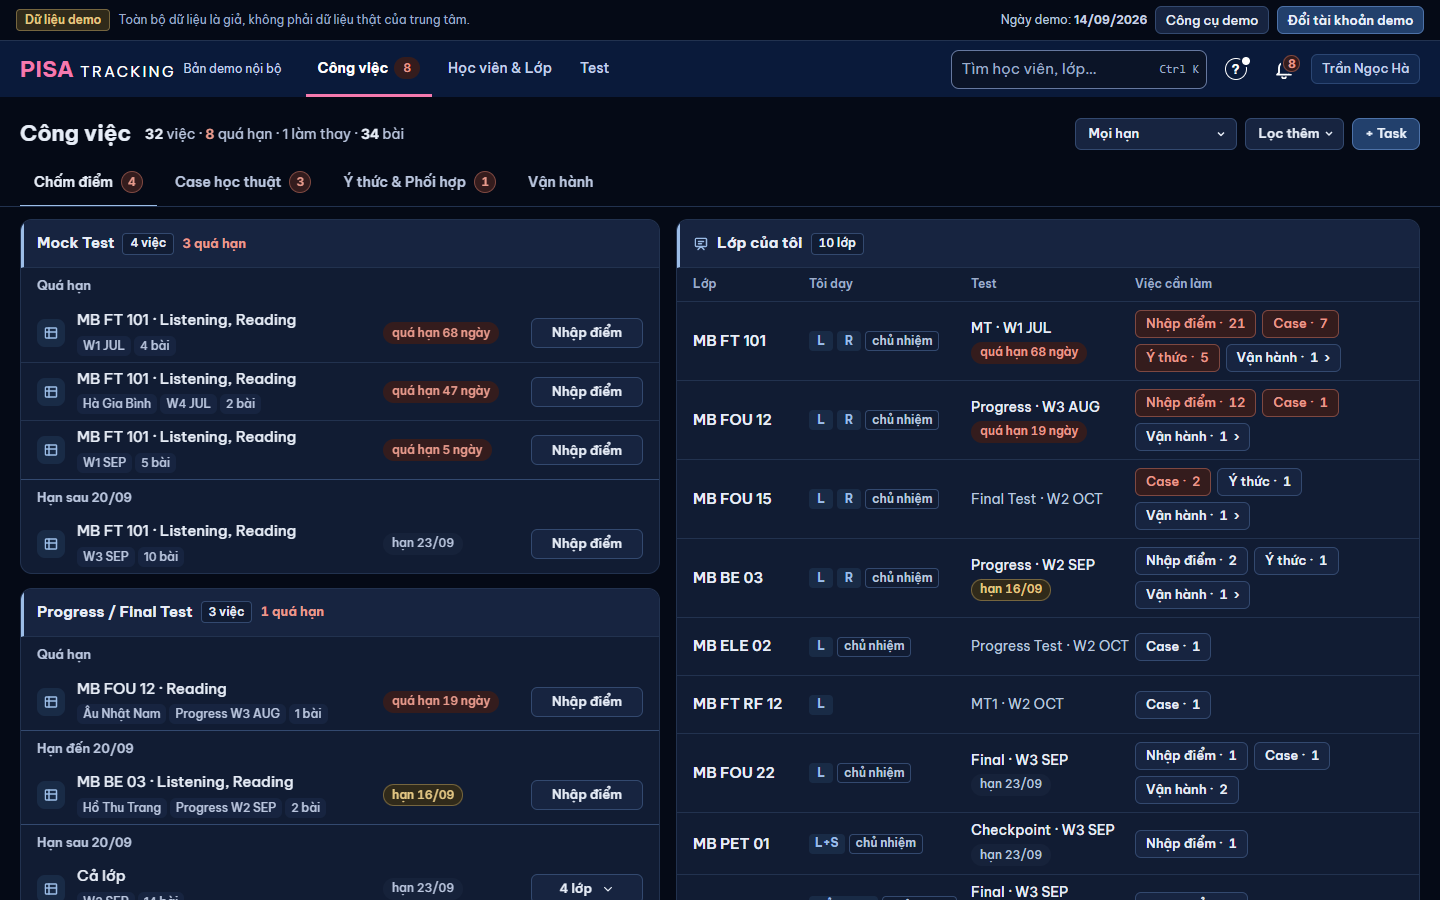 Dữ liệu demo Toàn bộ dữ liệu là giả, không phải dữ liệu thật của trung tâm. Ngày demo: 14/09/2026 Công cụ demo Đổi tài khoản demo
PISA TRACKING Bản demo nội bộ Công việc 8 Học viên & Lớp Test Tìm học viên, lớp... Ctrl K ? 8 Trần Ngọc Hà
Công việc 32 việc · 8 quá hạn · 1 làm thay · 34 bài Mọi hạn Lọc thêm + Task
Chấm điểm 4 Case học thuật 3 Ý thức & Phối hợp 1 Vận hành
Mock Test 4 việc 3 quá hạn
Quá hạn
MB FT 101 · Listening, Reading
W1 JUL 4 bài
quá hạn 68 ngày
Nhập điểm
MB FT 101 · Listening, Reading
Hà Gia Bình W4 JUL 2 bài
quá hạn 47 ngày
Nhập điểm
MB FT 101 · Listening, Reading
W1 SEP 5 bài
quá hạn 5 ngày
Nhập điểm
Hạn sau 20/09
MB FT 101 · Listening, Reading
W3 SEP 10 bài
hạn 23/09
Nhập điểm
Progress / FInal Test 3 việc 1 quá hạn
Quá hạn
MB FOU 12 · Reading
Âu Nhật Nam Progress W3 AUG 1 bài
quá hạn 19 ngày
Nhập điểm
Hạn đến 20/09
MB BE 03 · Listening, Reading
Hồ Thu Trang Progress W2 SEP 2 bài
hạn 16/09
Nhập điểm
Hạn sau 20/09
Cả lớp
W3 SEP 14 bài
hạn 23/09
4 lớp
Lớp của tôi 10 lớp
Lớp Tôi dạy Test Việc cần làm
MB FT 101 L R chủ nhiệm
MT · W1 JUL
quá hạn 68 ngày
Nhập điểm · 21 Case · 7
Ý thức · 5 Vận hành · 1 ›
MB FOU 12 L R chủ nhiệm
Progress · W3 AUG
quá hạn 19 ngày
Nhập điểm · 12 Case · 1
Vận hành · 1 ›
MB FOU 15 L R chủ nhiệm
Final Test · W2 OCT
Case · 2 Ý thức · 1
Vận hành · 1 ›
MB BE 03 L R chủ nhiệm
Progress · W2 SEP
hạn 16/09
Nhập điểm · 2 Ý thức · 1
Vận hành · 1 ›
MB ELE 02 L chủ nhiệm Progress Test · W2 OCT Case · 1
MB FT RF 12 L MT1 · W2 OCT Case · 1
MB FOU 22 L chủ nhiệm
Final · W3 SEP
hạn 23/09
Nhập điểm · 1 Case · 1
Vận hành · 2
MB PET 01 L+S chủ nhiệm
Checkpoint · W3 SEP
hạn 23/09
Nhập điểm · 1
Final · W3 SEP